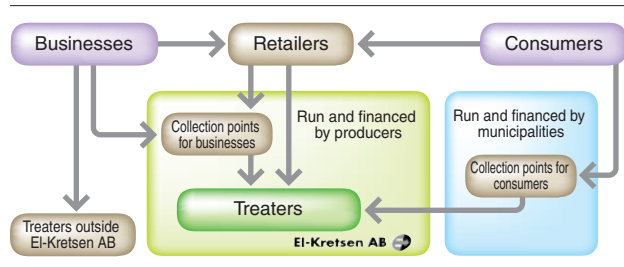 Businesses
Retailers
Consumers
Collection points
for businesses
Run and financed
by producers
Run and financed by
municipalities
Collection points for
consumers
Treaters
Treaters outside
El-Kretsen AB
El-Kretsen AB